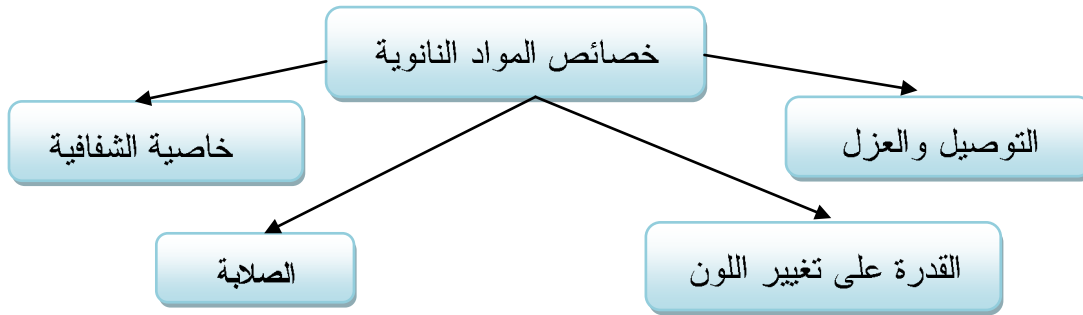 خصائص المواد النانوية
التوصيل والعزل
خاصية الشفافية
القدرة على تغيير اللون
الصلابة